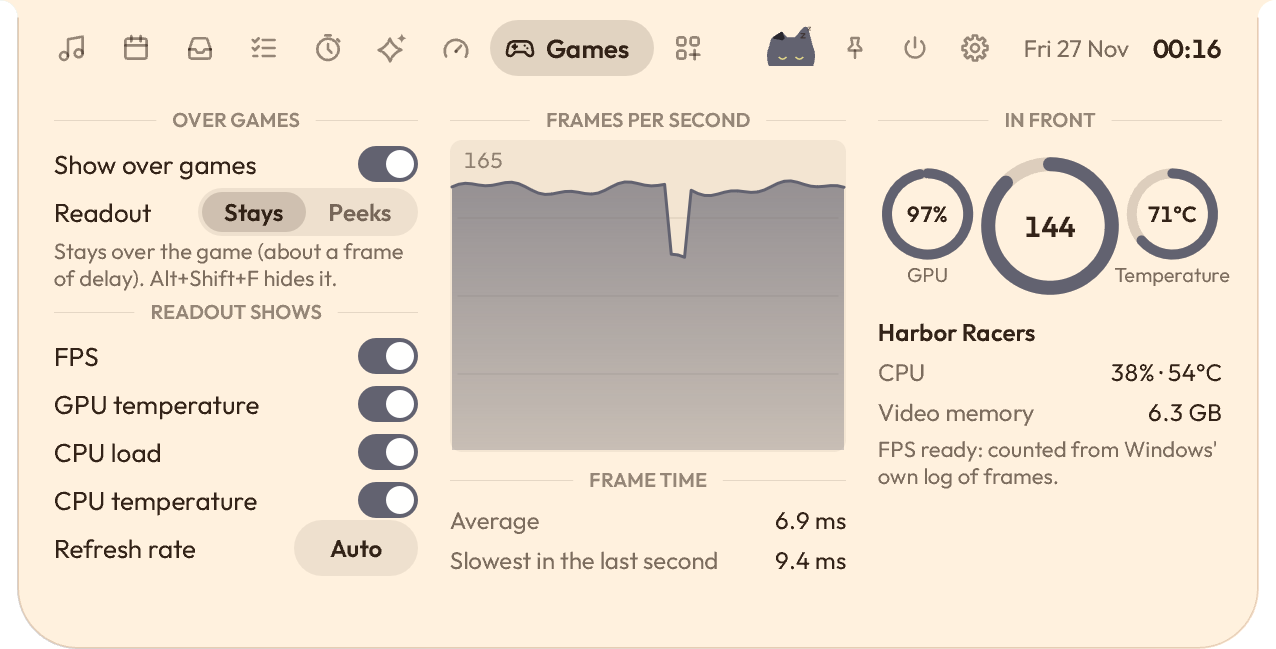 Games
Fri 27 Nov 00:16
OVER GAMES
Show over games
Readout Stays Peeks
Stays over the game (about a frame
of delay). Alt+Shift+F hides it.
READOUT SHOWS
FPS
GPU temperature
CPU load
CPU temperature
Refresh rate Auto
FRAMES PER SECOND
165
FRAME TIME
Average 6.9 ms
Slowest in the last second 9.4 ms
IN FRONT
97% 144 71°C
GPU Temperature
Harbor Racers
CPU 38% · 54°C
Video memory 6.3 GB
FPS ready: counted from Windows'
own log of frames.